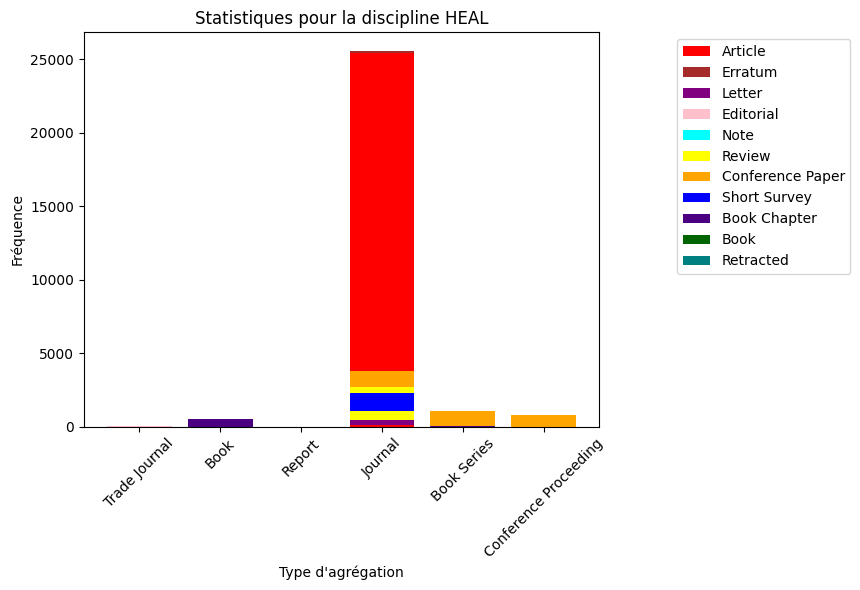 Statistiques pour la discipline HEAL
Fréquence
25000
20000
15000
10000
5000
0
Trade Journal
Book
Report
Journal
Book Series
Conference Proceeding
Type d'agrégation
Article
Erratum
Letter
Editorial
Note
Review
Conference Paper
Short Survey
Book Chapter
Book
Retracted